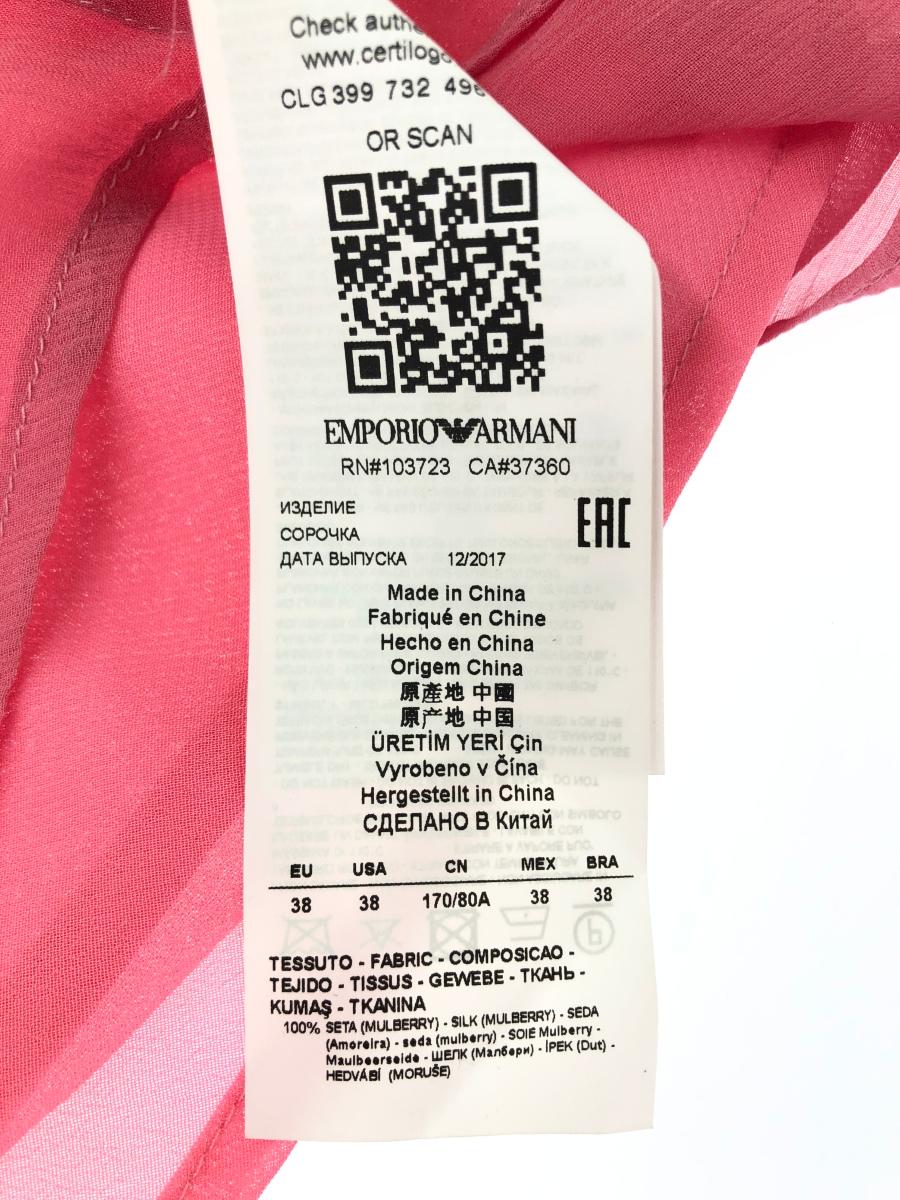 Check
www.certilogo
CLG 399 732 496
OR SCAN
EMPORIO ARMANI
RN#103723 CA#37360
ИЗДЕЛИЕ
EAC
СОРОЧКА
ДАТА ВЫПУСКА 12/2017
Made in China
Fabriqué en Chine
Hecho en China
Origem China
原產地 中國
原产地 中国
ÜRETİM YERİ Çin
Vyrobeno v Čína
Hergestellt in China
СДЕЛАНО В Китай
EU USA CN MEX BRA
38 38 170/80A 38 38
TESSUTO - FABRIC - COMPOSICAO -
TEJIDO - TISSUS - GEWEBE - ТКАНЬ -
KUMAŞ - TKANINA
100% SETA (MULBERRY) - SILK (MULBERRY) - SEDA
(Amoreira) - seda (mulberry) - SOIE Mulberry -
Maulbeerseide - ШЕЛК (Малбери) - İPEK (Dut) -
HEDVÁBÍ (MORUŠE)